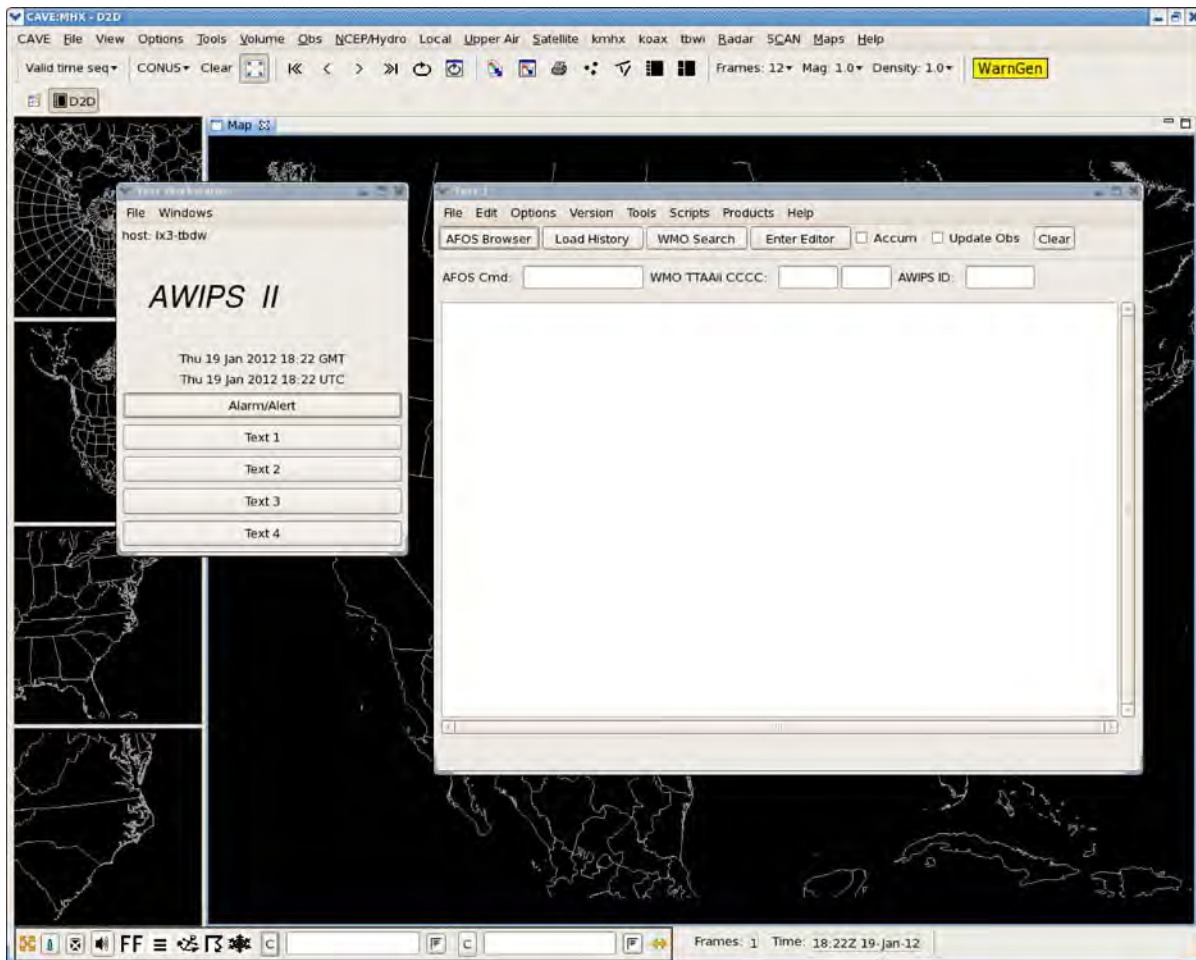 CAVE:MHX - D2D
CAVE File View Options Tools Volume Obs NCEP/Hydro Local Upper Air Satellite kmhx koax tbwi Radar SCAN Maps Help
Valid time seq CONUS Clear Frames: 12 Mag: 1.0 Density: 1.0 WarnGen
D2D
Map
Text Workstation
File Windows
host: lx3-tbdw
AWIPS II
Thu 19 Jan 2012 18:22 GMT
Thu 19 Jan 2012 18:22 UTC
Alarm/Alert
Text 1
Text 2
Text 3
Text 4
Text 1
File Edit Options Version Tools Scripts Products Help
AFOS Browser Load History WMO Search Enter Editor Accum Update Obs Clear
AFOS Cmd: WMO TTAAii CCCC: AWIPS ID:
FF C C Frames: 1 Time: 18:22Z 19-Jan-12